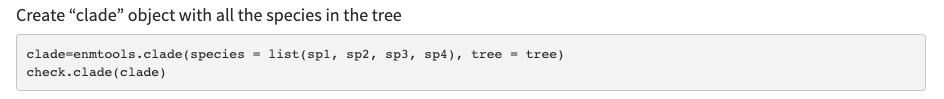 Create “clade” object with all the species in the tree
clade=enmtools.clade(species = list(sp1, sp2, sp3, sp4), tree = tree)
check.clade(clade)